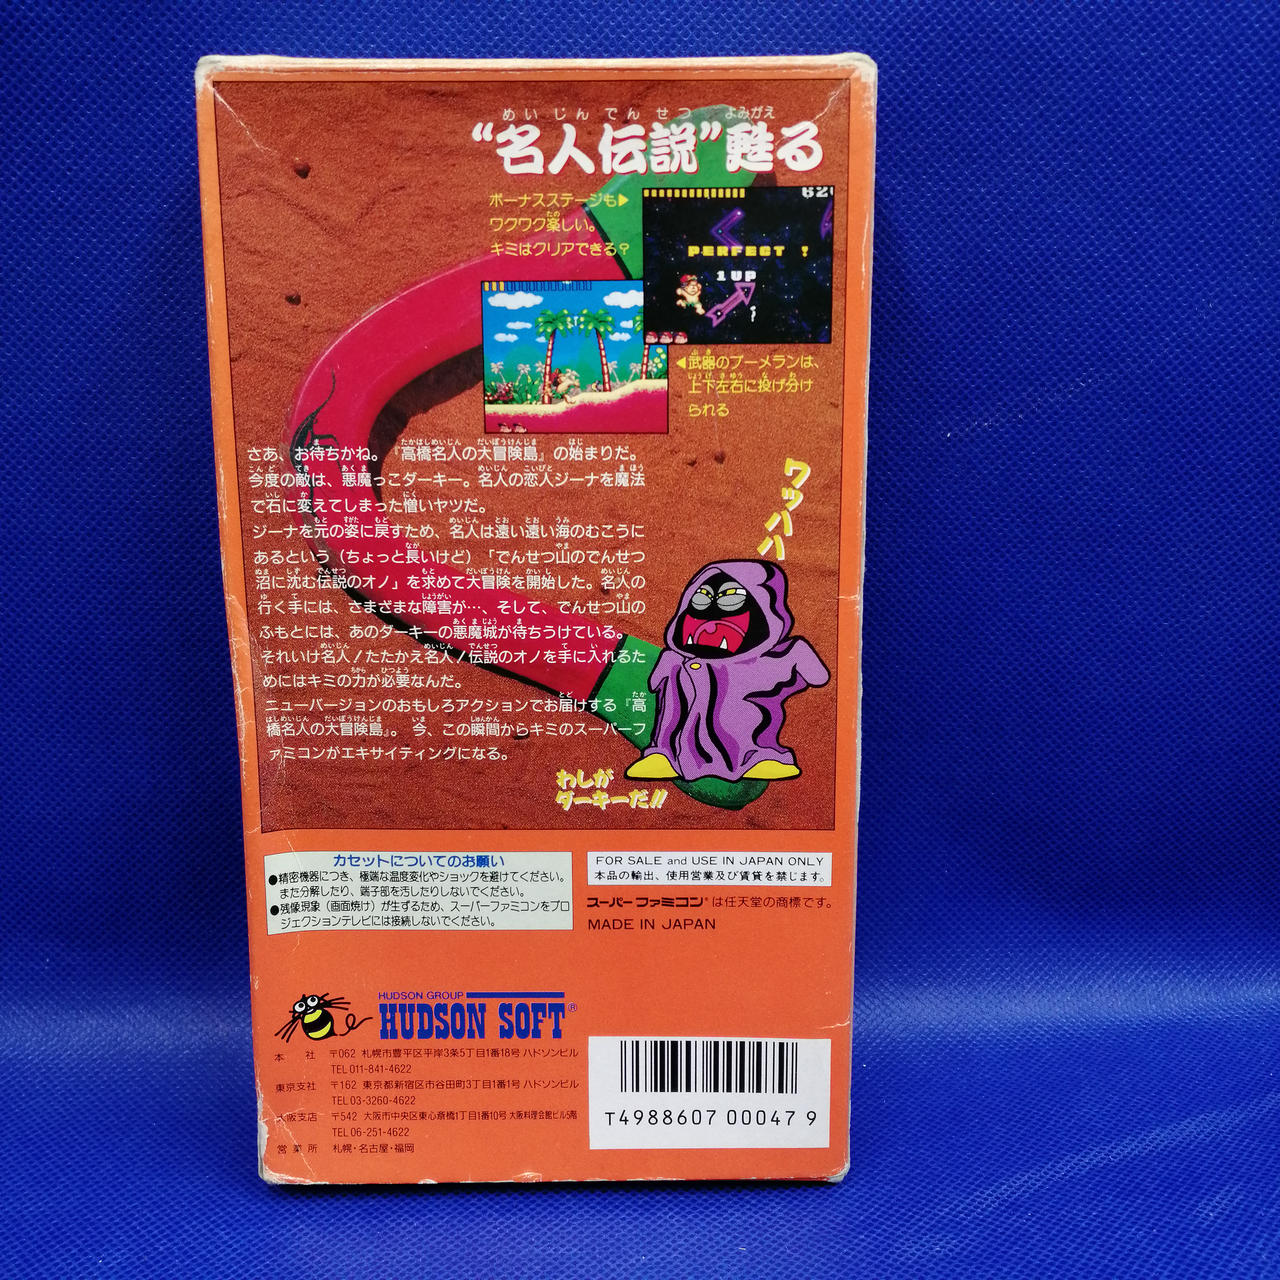 めいじんでんせつ よみがえ
“名人伝説”甦る
ボーナスステージも▶
ワクワク楽しい。
キミはクリアできる？
PERFECT !
1UP
◀武器のブーメランは、
上下左右に投げ分け
られる
さあ、お待ちかね。『高橋名人の大冒険島』の始まりだ。
今度の敵は、悪魔っこダーキー。名人の恋人ジーナを魔法
で石に変えてしまった憎いヤツだ。
ジーナを元の姿に戻すため、名人は遠い遠い海のむこうに
あるという（ちょっと長いけど）「でんせつ山のでんせつ
沼に沈む伝説のオノ」を求めて大冒険を開始した。名人の
行く手には、さまざまな障害が…、そして、でんせつ山の
ふもとには、あのダーキーの悪魔城が待ちうけている。
それいけ名人！たたかえ名人！伝説のオノを手に入れるた
めにはキミの力が必要なんだ。
ニューバージョンのおもしろアクションでお届けする『高
橋名人の大冒険島』。今、この瞬間からキミのスーパーフ
ァミコンがエキサイティングになる。
ワッハハ
わしが
ダーキーだ!!
カセットについてのお願い
●精密機器につき、極端な温度変化やショックを避けてください。
また分解したり、端子部を汚したりしないでください。
●残像現象（画面焼け）が生ずるため、スーパーファミコンをプロ
ジェクションテレビには接続しないでください。
FOR SALE and USE IN JAPAN ONLY
本品の輸出、使用営業及び賃貸を禁じます。
スーパーファミコン®は任天堂の商標です。
MADE IN JAPAN
HUDSON GROUP
HUDSON SOFT®
本社 〒062 札幌市豊平区平岸3条5丁目1番18号 ハドソンビル
TEL 011-841-4622
東京支社 〒162 東京都新宿区市谷田町3丁目1番1号 ハドソンビル
TEL 03-3260-4622
大阪支店 〒542 大阪市中央区東心斎橋1丁目1番10号 大阪料理会館ビル5階
TEL 06-251-4622
営業所 札幌・名古屋・福岡
T4988607 000479